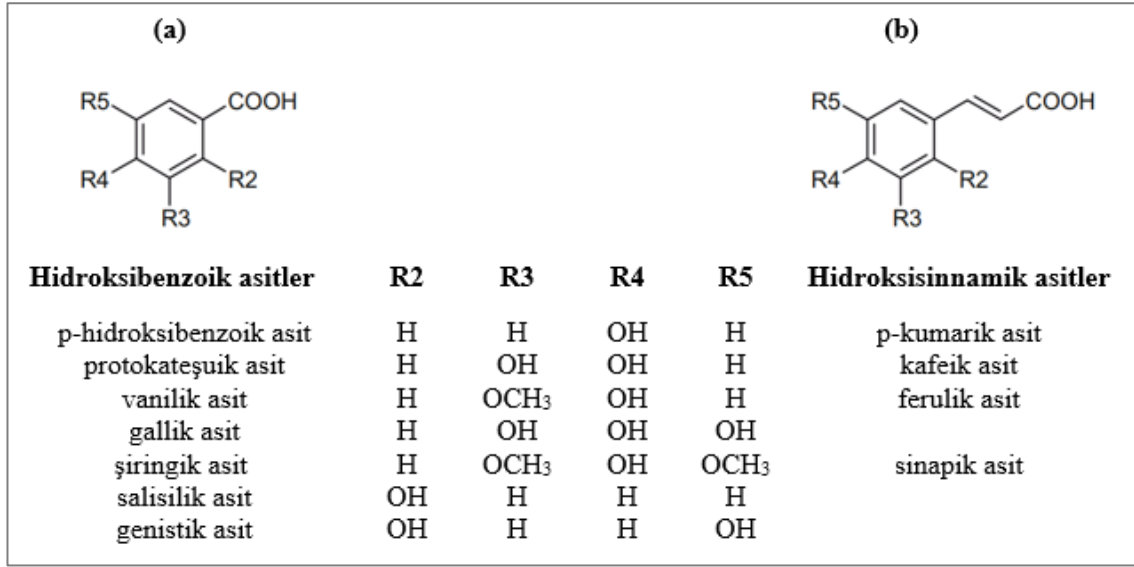 (a) (b)
R5 COOH R5 COOH
R4 R2 R4 R2
R3 R3
Hidroksibenzoik asitler R2 R3 R4 R5 Hidroksisinnamik asitler
p-hidroksibenzoik asit H H OH H p-kumarik asit
protokateşuik asit H OH OH H kafeik asit
vanilik asit H OCH₃ OH H ferulik asit
gallik asit H OH OH OH
şiringik asit H OCH₃ OH OCH₃ sinapik asit
salisilik asit OH H H H
genistik asit OH H H OH